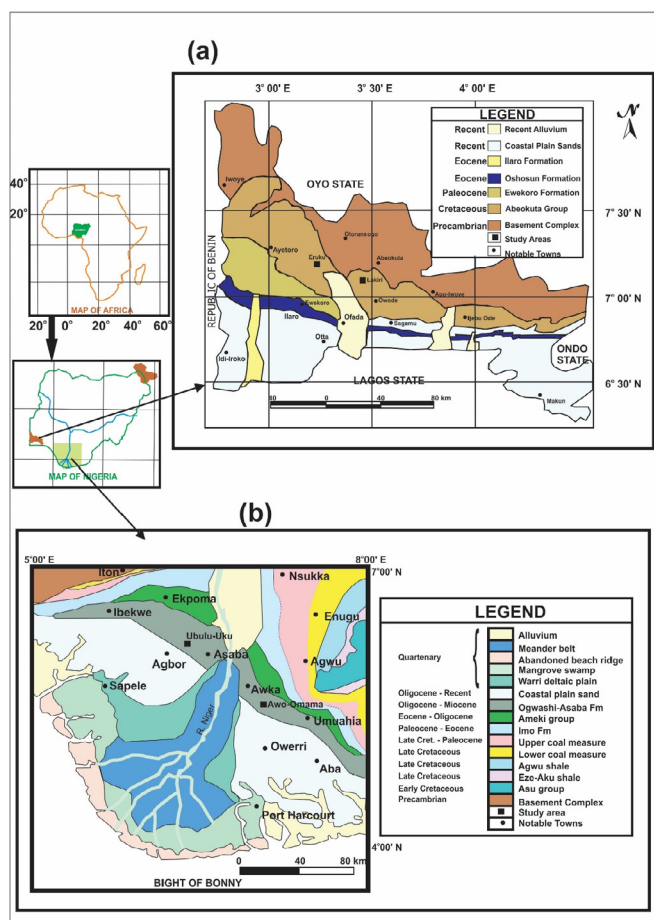 (a)
3° 00' E
3° 30' E
4° 00' E
N
LEGEND
Recent Recent Alluvium
Recent Coastal Plain Sands
Eocene Ilaro Formation
Eocene Oshosun Formation
Paleocene Ewekoro Formation
Cretaceous Abeokuta Group
Precambrian Basement Complex
Study Areas
Notable Towns
Iwoye
OYO STATE
7° 30'
Ayetoro
Eruku
Abeokuta
Lakiri
REPUBLIC OF BENIN
Owode
Ijebu Ode
7° 00'
Ilaro
Ofada
Sagamu
Otta
Idi-iroko
ONDO
STATE
LAGOS STATE
6° 30'
Makun
80 km
40°
20°
MAP OF AFRICA
20° 0° 20° 40° 60°
MAP OF NIGERIA
(b)
5°00' E
8°00' E
7°00' N
Iton
Nsukka
Ekpoma
Ibekwe
Enugu
Ubulu-Uku
Agbor
Asaba
Agwu
Sapele
Awka
Awo-Omama
Umuahia
R. Niger
Owerri
Aba
Port Harcourt
0 40 80 km
BIGHT OF BONNY
4°00' N
LEGEND
Quartenary
Alluvium
Meander belt
Abandoned beach ridge
Mangrove swamp
Warri deltaic plain
Oligocene - Recent Coastal plain sand
Oligocene - Miocene Ogwashi-Asaba Fm
Eocene - Oligocene Ameki group
Paleocene - Eocene Imo Fm
Late Cret. - Paleocene Upper coal measure
Late Cretaceous Lower coal measure
Late Cretaceous Agwu shale
Late Cretaceous Eze-Aku shale
Early Cretaceous Asu group
Precambrian Basement Complex
Study area
Notable Towns